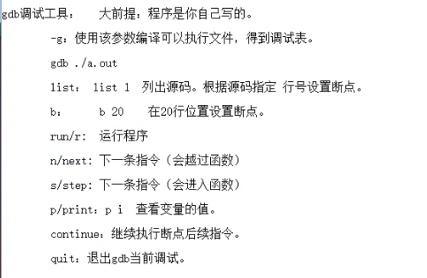 gdb调试工具：   大前提：程序是你自己写的。
-g：使用该参数编译可以执行文件，得到调试表。
gdb ./a.out
list： list 1  列出源码。根据源码指定 行号设置断点。
b：    b 20    在20行位置设置断点。
run/r:  运行程序
n/next: 下一条指令（会越过函数）
s/step: 下一条指令（会进入函数）
p/print：p i  查看变量的值。
continue：继续执行断点后续指令。
quit：退出gdb当前调试。